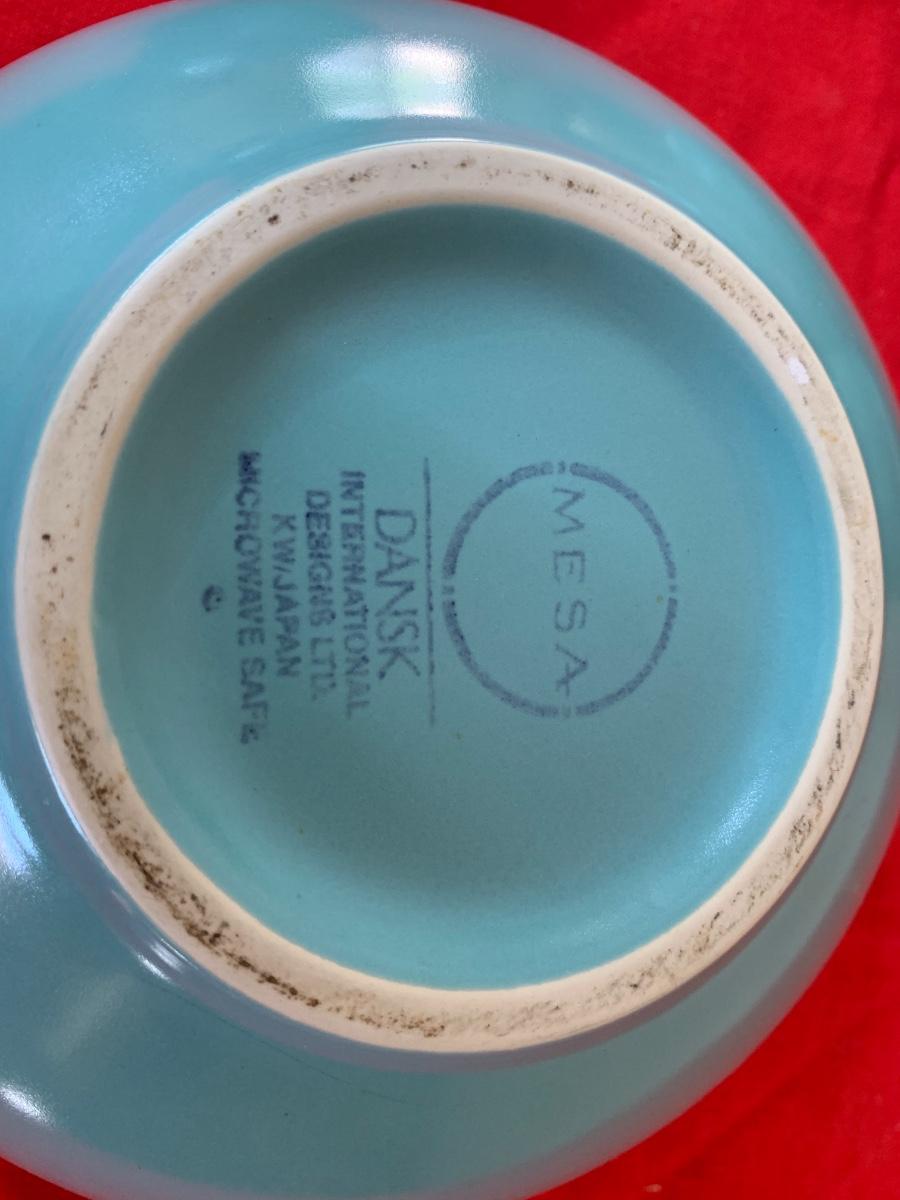 MESA
DANSK
INTERNATIONAL
DESIGNS LTD.
KW/JAPAN
MICROWAVE SAFE
©